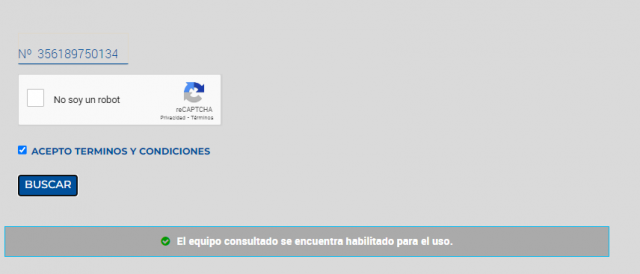 Nº 356189750134
No soy un robot
reCAPTCHA
Privacidad - Términos
ACEPTO TERMINOS Y CONDICIONES
BUSCAR
El equipo consultado se encuentra habilitado para el uso.